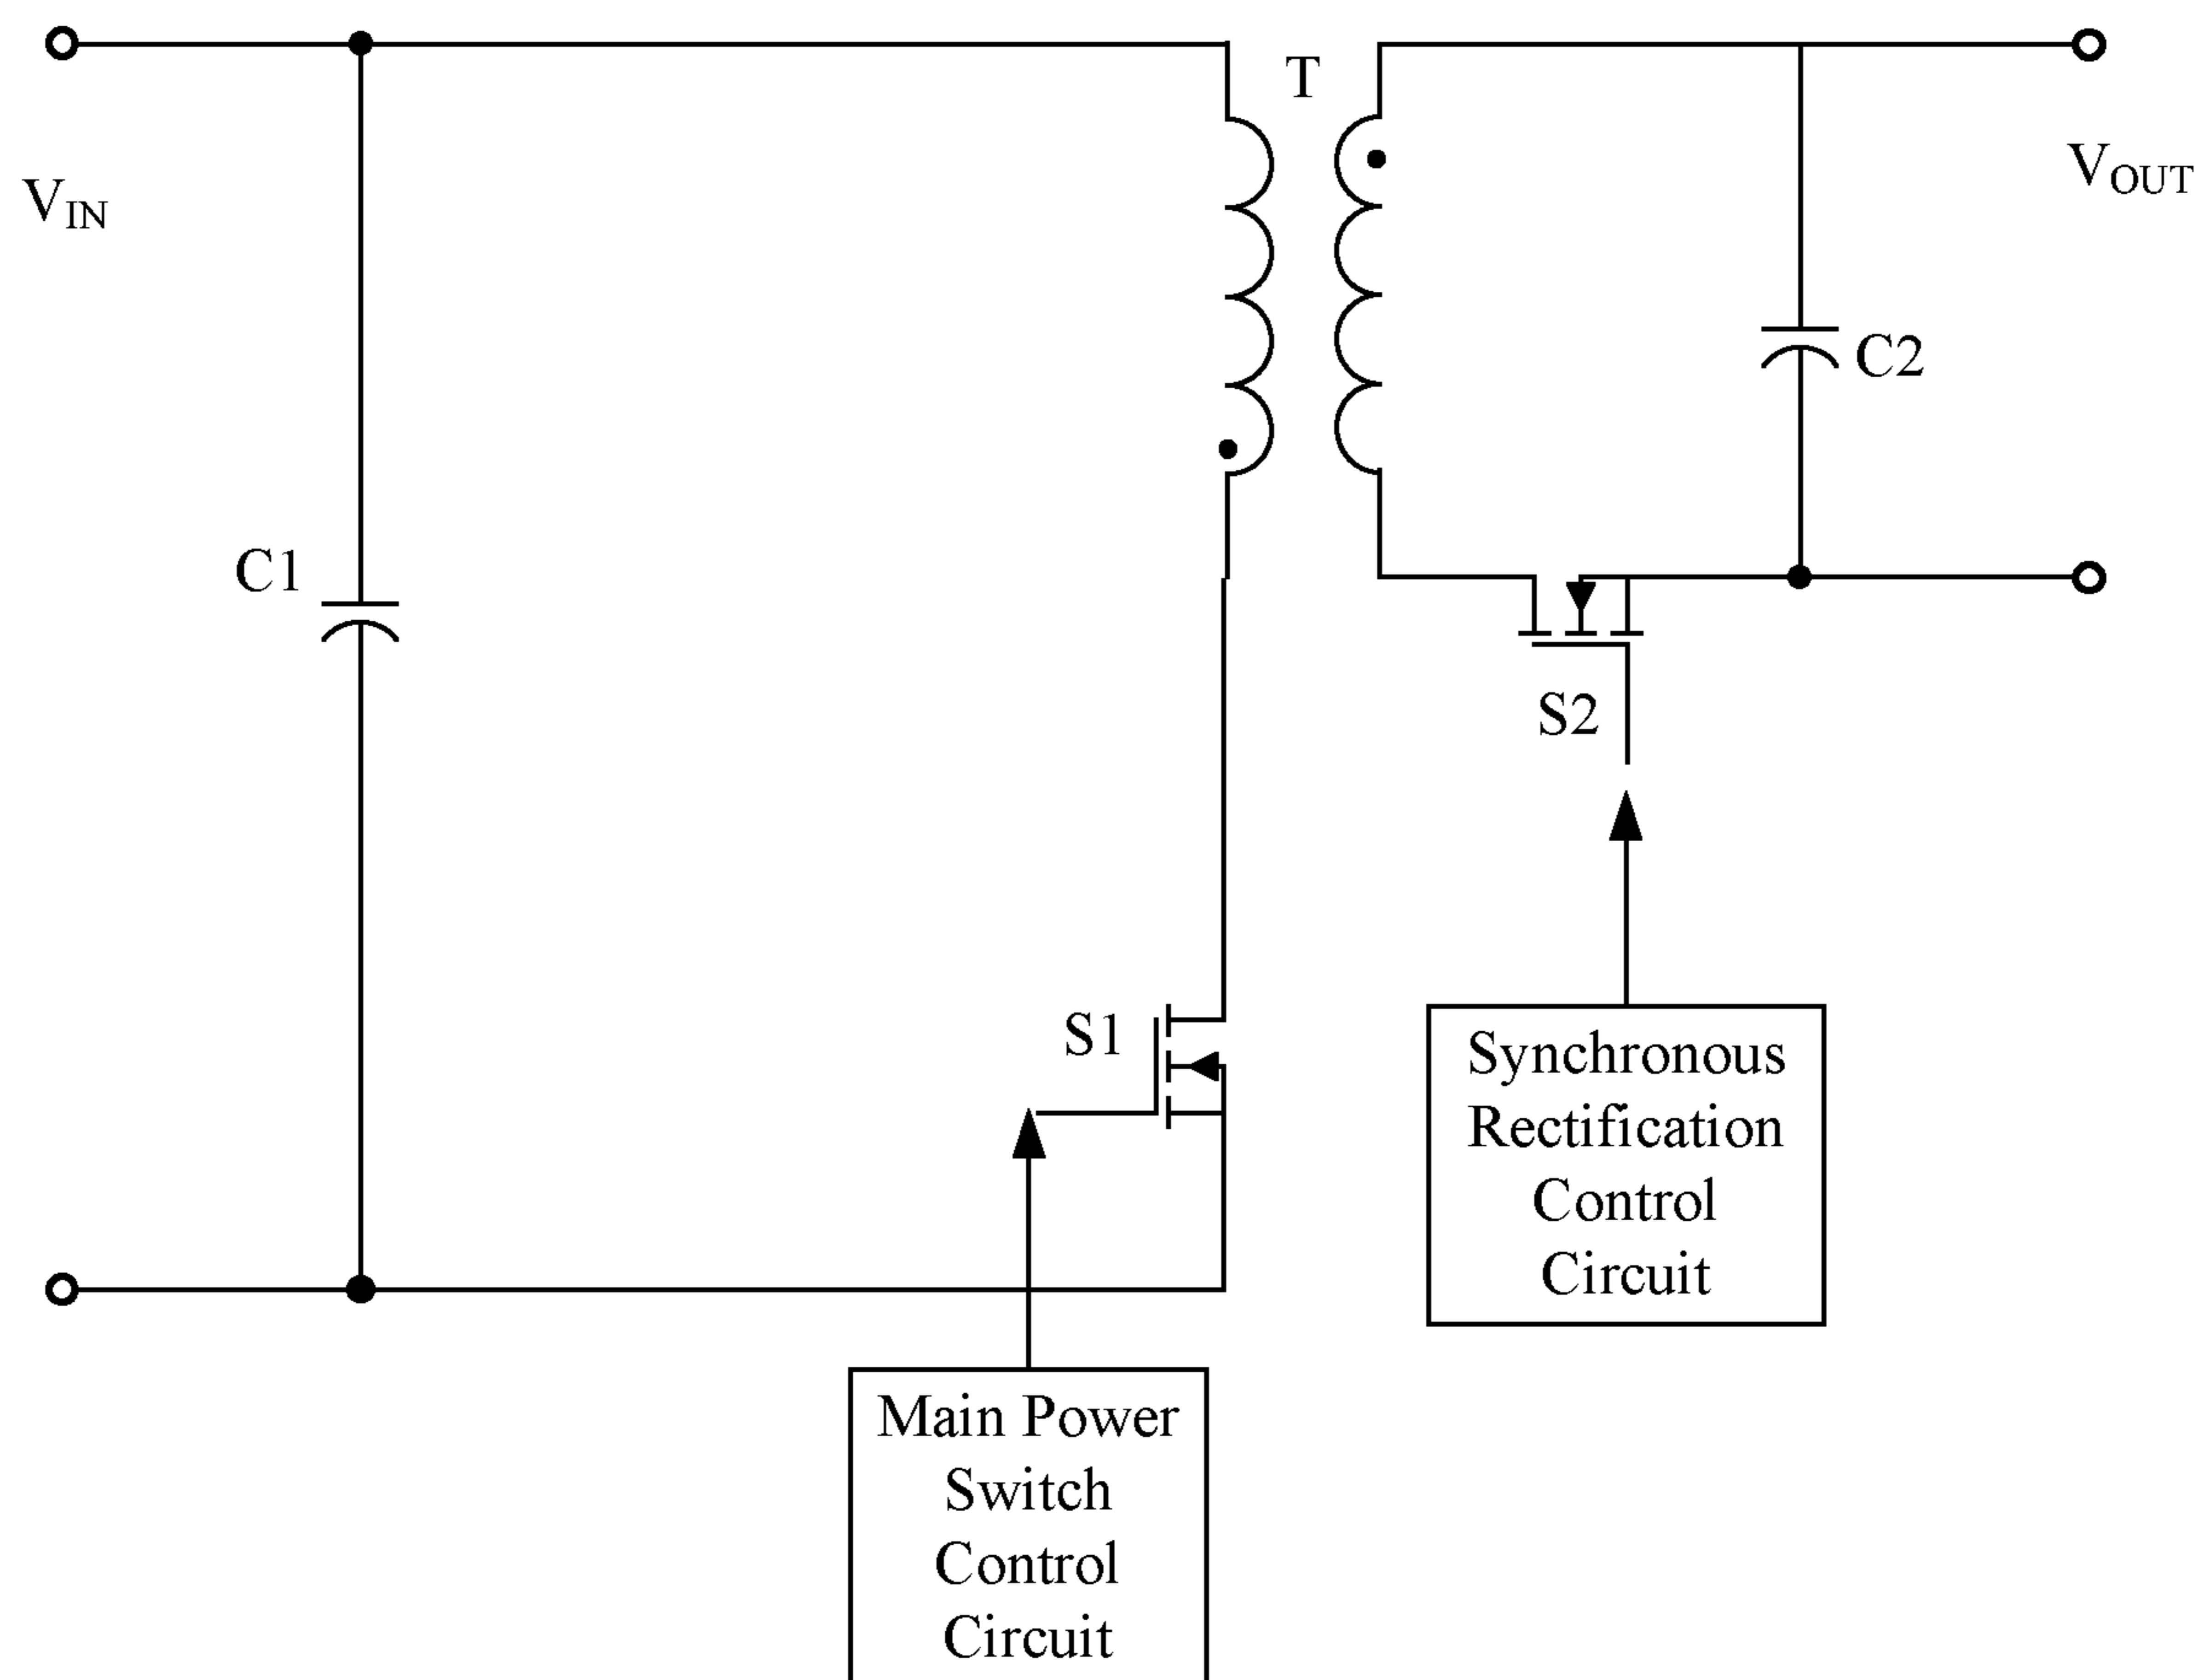 T
V_IN
V_OUT
C1
C2
S2
S1
Synchronous
Rectification
Control
Circuit
Main Power
Switch
Control
Circuit